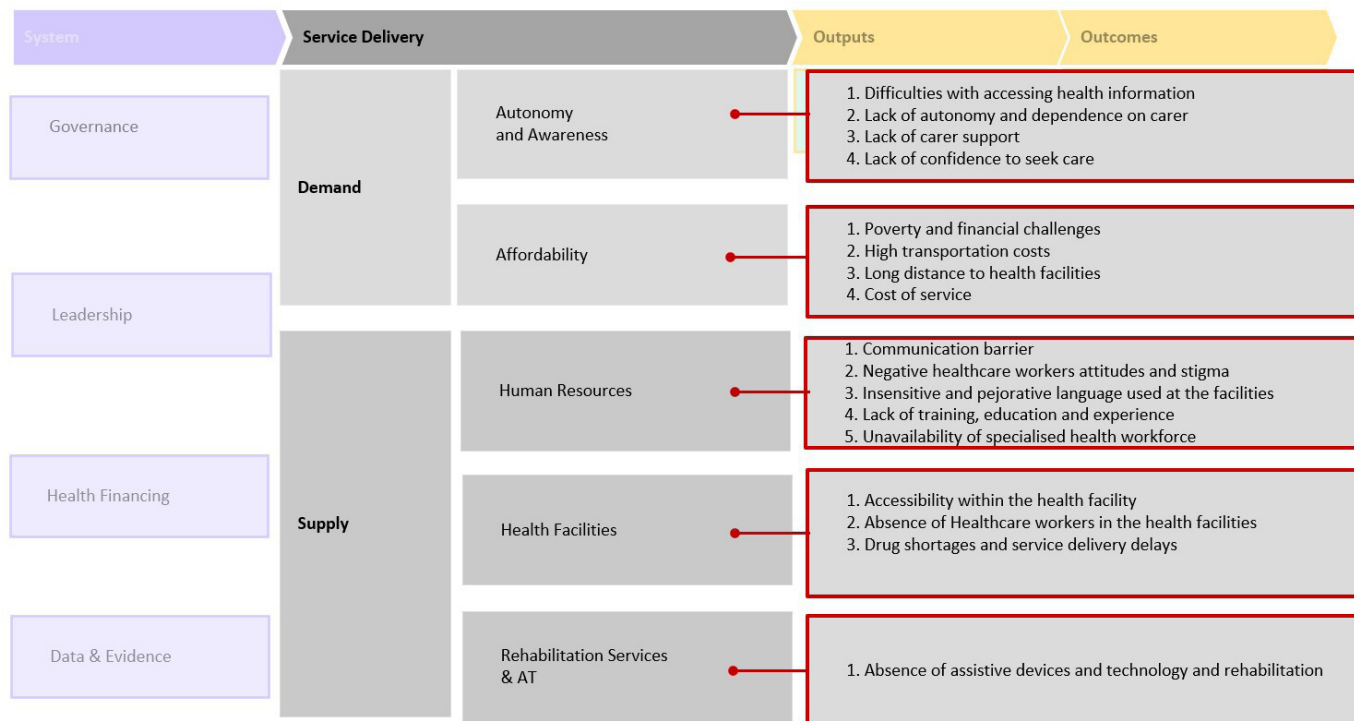 System
Service Delivery
Outputs
Outcomes
Governance
Leadership
Health Financing
Data & Evidence
Demand
Autonomy
and Awareness
1. Difficulties with accessing health information
2. Lack of autonomy and dependence on carer
3. Lack of carer support
4. Lack of confidence to seek care
Affordability
1. Poverty and financial challenges
2. High transportation costs
3. Long distance to health facilities
4. Cost of service
Supply
Human Resources
1. Communication barrier
2. Negative healthcare workers attitudes and stigma
3. Insensitive and pejorative language used at the facilities
4. Lack of training, education and experience
5. Unavailability of specialised health workforce
Health Facilities
1. Accessibility within the health facility
2. Absence of Healthcare workers in the health facilities
3. Drug shortages and service delivery delays
Rehabilitation Services
& AT
1. Absence of assistive devices and technology and rehabilitation